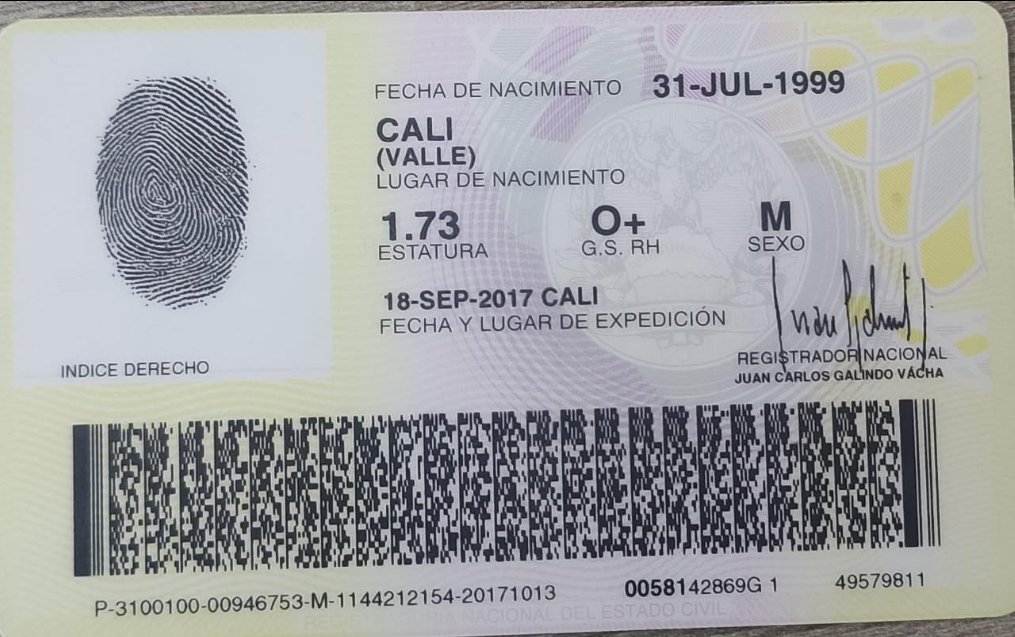 FECHA DE NACIMIENTO 31-JUL-1999
CALI
(VALLE)
LUGAR DE NACIMIENTO
1.73 O+ M
ESTATURA G.S. RH SEXO
18-SEP-2017 CALI
FECHA Y LUGAR DE EXPEDICIÓN
INDICE DERECHO
REGISTRADOR NACIONAL
JUAN CARLOS GALINDO VÁCHA
P-3100100-00946753-M-1144212154-20171013 0058142869G 1 49579811
REGISTRADURIA NACIONAL DEL ESTADO CIVIL